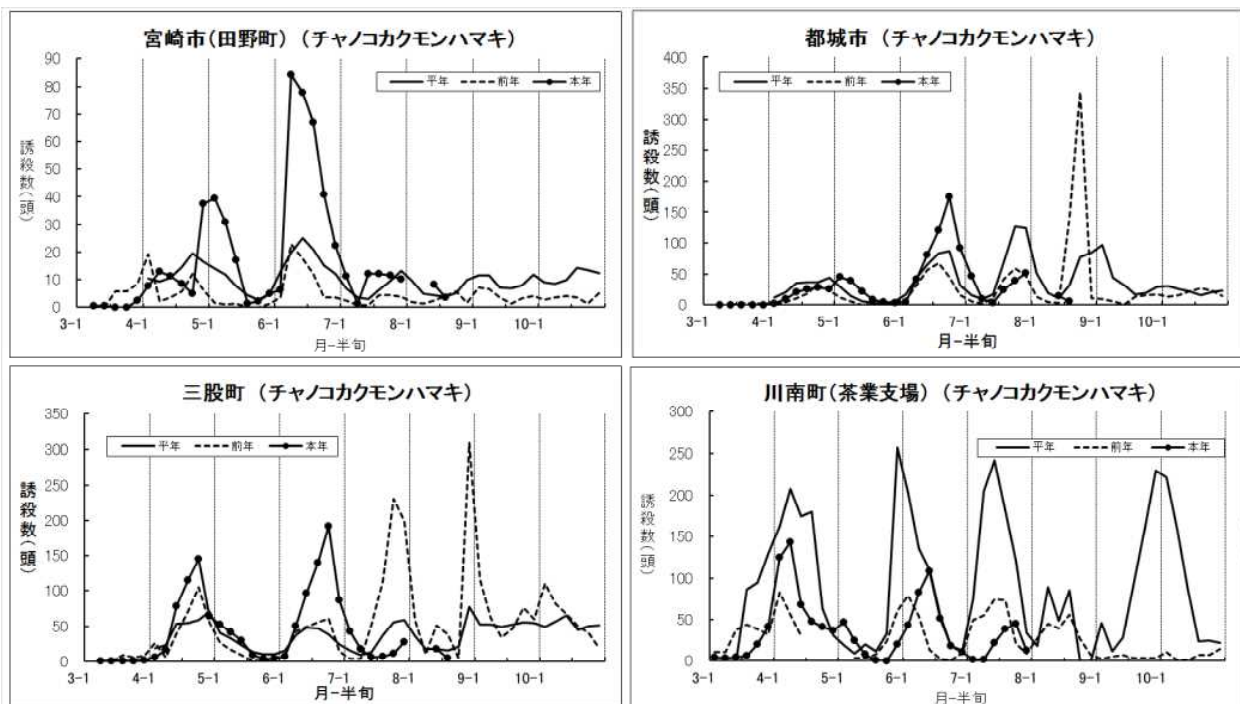 宮崎市(田野町) (チャノコカクモンハマキ)
平年 前年 本年
誘殺数(頭)
90
80
70
60
50
40
30
20
10
0
3-1 4-1 5-1 6-1 7-1 8-1 9-1 10-1
月-半旬
都城市 (チャノコカクモンハマキ)
平年 前年 本年
誘殺数(頭)
400
350
300
250
200
150
100
50
0
3-1 4-1 5-1 6-1 7-1 8-1 9-1 10-1
月-半旬
三股町 (チャノコカクモンハマキ)
平年 前年 本年
誘殺数(頭)
350
300
250
200
150
100
50
0
3-1 4-1 5-1 6-1 7-1 8-1 9-1 10-1
月-半旬
川南町(茶業支場) (チャノコカクモンハマキ)
平年 前年 本年
誘殺数(頭)
300
250
200
150
100
50
0
3-1 4-1 5-1 6-1 7-1 8-1 9-1 10-1
月-半旬